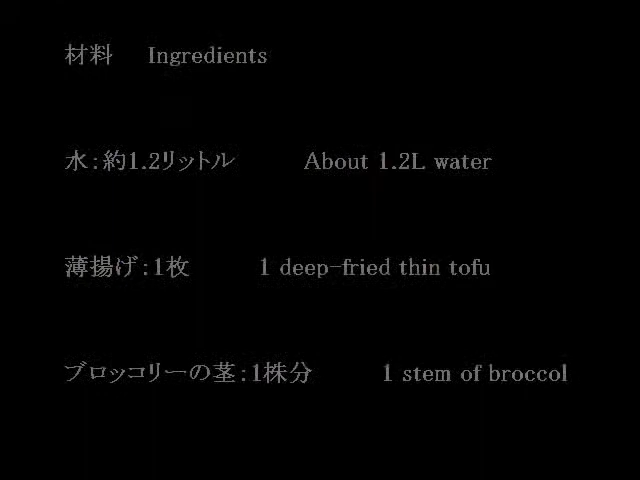 材料 Ingredients
水：約1.2リットル About 1.2L water
薄揚げ：1枚 1 deep-fried thin tofu
ブロッコリーの茎：1株分 1 stem of broccol